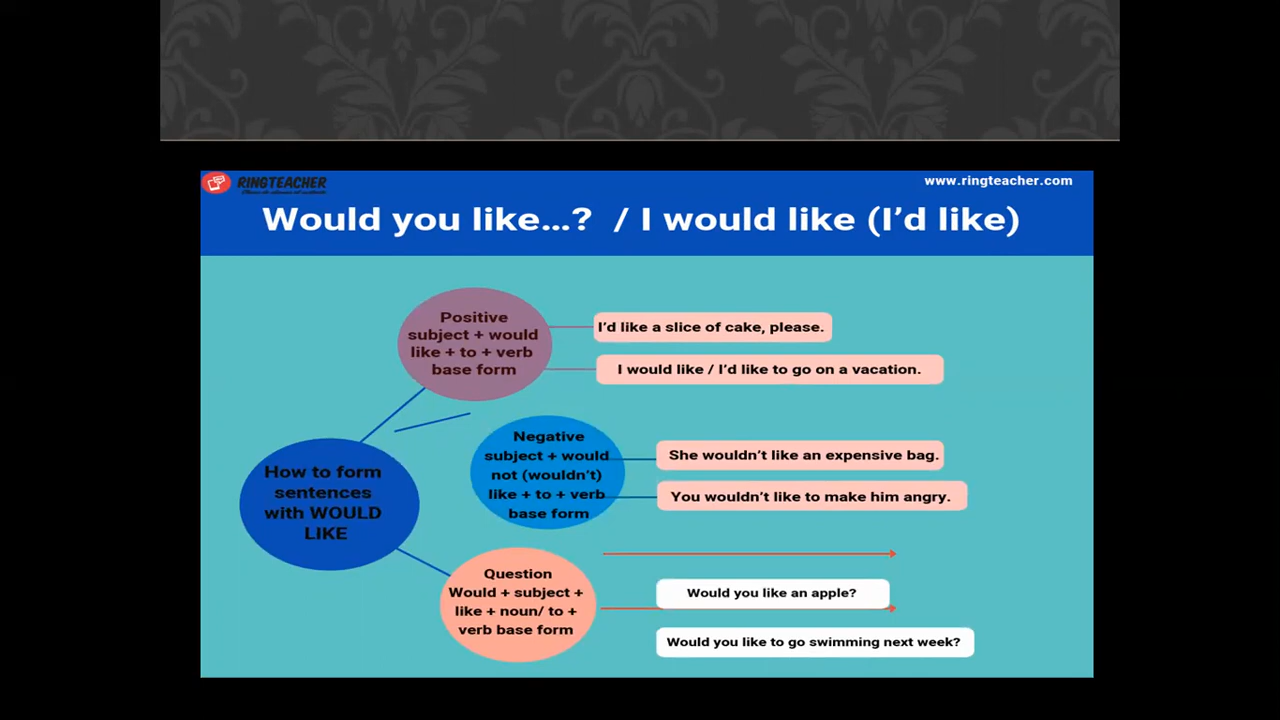 RINGTEACHER
www.ringteacher.com
Would you like...? / I would like (I'd like)
Positive
subject + would
like + to + verb
base form
I'd like a slice of cake, please.
I would like / I'd like to go on a vacation.
How to form
sentences
with WOULD
LIKE
Negative
subject + would
not (wouldn't)
like + to + verb
base form
She wouldn't like an expensive bag.
You wouldn't like to make him angry.
Question
Would + subject +
like + noun/ to +
verb base form
Would you like an apple?
Would you like to go swimming next week?